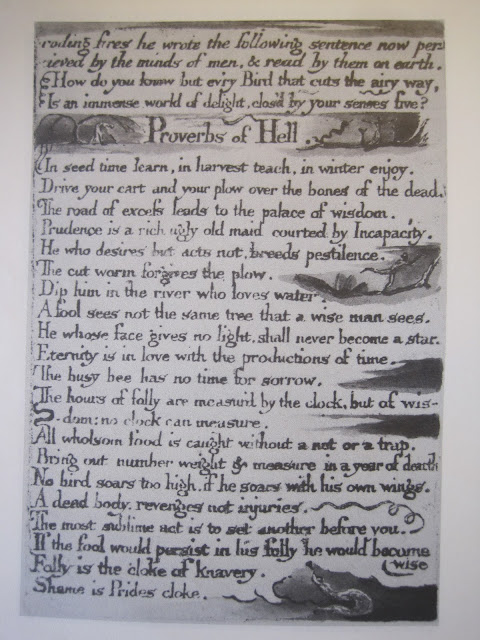 roding fires he wrote the following sentence now per-
cieved by the minds of men, & read by them on earth.
How do you know but ev'ry Bird that cuts the airy way,
Is an immense world of delight, clos'd by your senses five?
Proverbs of Hell.
In seed time learn, in harvest teach, in winter enjoy.
Drive your cart and your plow over the bones of the dead.
The road of excess leads to the palace of wisdom.
Prudence is a rich ugly old maid courted by Incapacity.
He who desires but acts not, breeds pestilence.
The cut worm forgives the plow.
Dip him in the river who loves water
A fool sees not the same tree that a wise man sees.
He whose face gives no light, shall never become a star.
Eternity is in love with the productions of time.
The busy bee has no time for sorrow.
The hours of folly are measur'd by the clock, but of wis-
-dom: no clock can measure.
All wholsom food is caught without a net or a trap.
Bring out number weight & measure in a year of dearth
No bird soars too high, if he soars with his own wings.
A dead body, revenges not injuries.
The most sublime act is to set another before you.
If the fool would persist in his folly he would become
wise
Folly is the cloke of knavery.
Shame is Prides cloke.